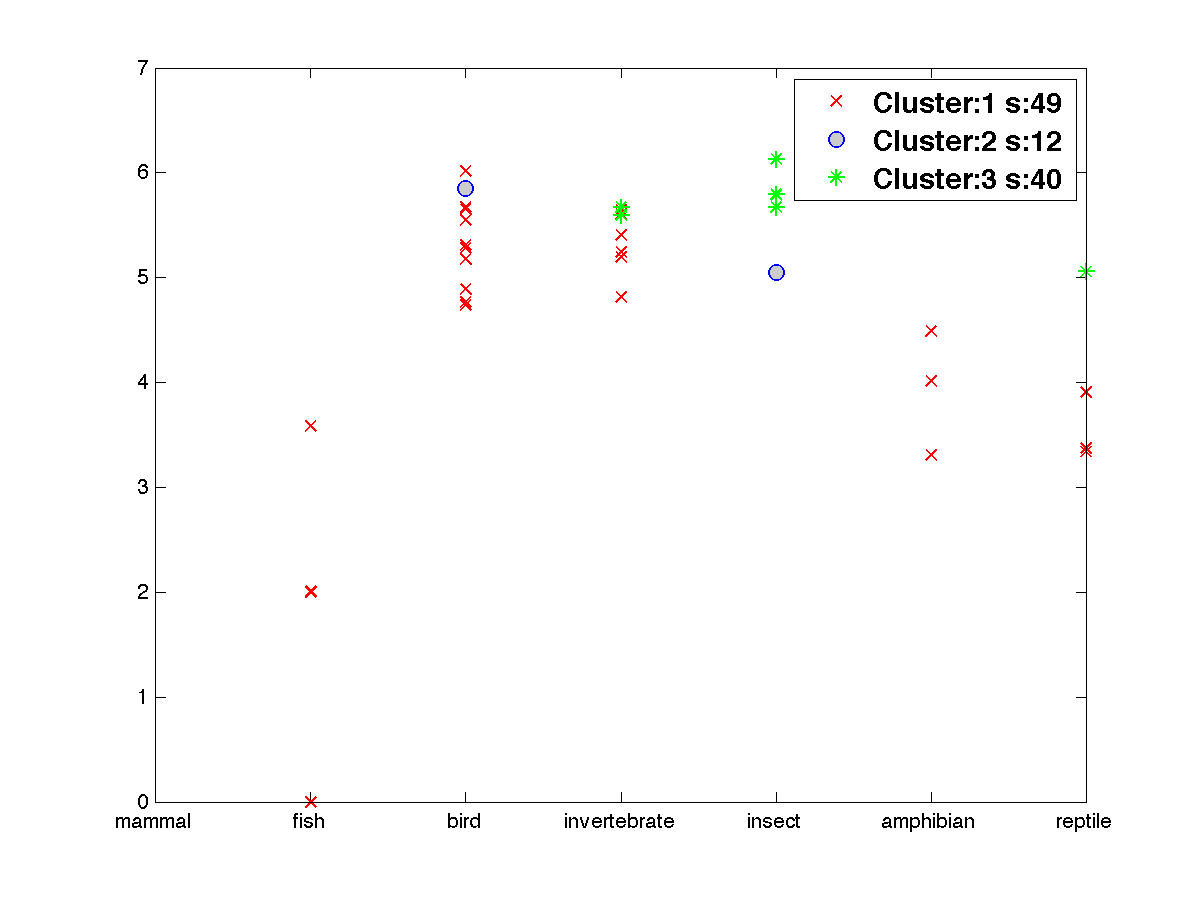 7
6
5
4
3
2
1
0
Cluster:1 s:49
Cluster:2 s:12
Cluster:3 s:40
mammal fish bird invertebrate insect amphibian reptile